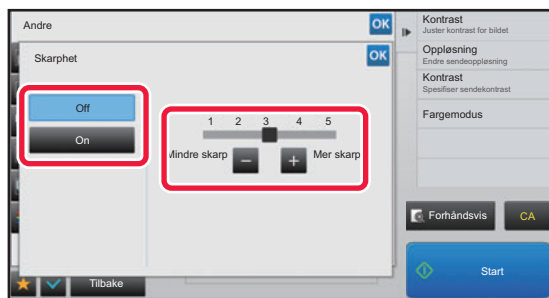 Andre
OK
Skarphet
OK
Off
On
1 2 3 4 5
Mindre skarp
Mer skarp
Tilbake
Kontrast
Juster kontrast for bildet
Oppløsning
Endre sendeoppløsning
Kontrast
Spesifiser sendekontrast
Fargemodus
Forhåndsvis
CA
Start